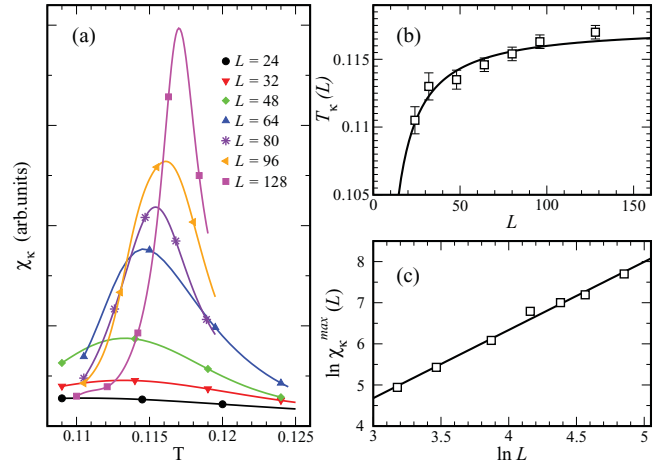 (a)
L = 24
L = 32
L = 48
L = 64
L = 80
L = 96
L = 128
χκ (arb.units)
0.11 0.115 0.12 0.125
T
(b)
Tκ(L)
0.115
0.11
0.105
0 50 100 150
L
(c)
ln χκ^max (L)
8
7
6
5
4
3 3.5 4 4.5 5
ln L